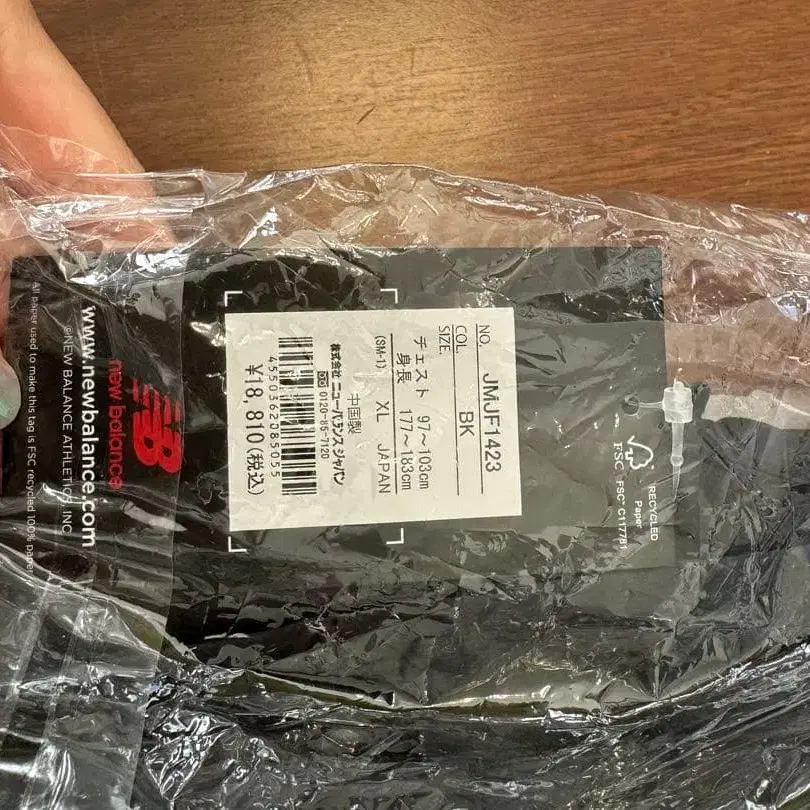 RECYCLED
Paper
FSC
FSC® C117781
NO. JMJF1423
COL. BK
SIZE
チェスト 97～103cm
身長 177～183cm
(SM-1) XL JAPAN
中国製
株式会社 ニューバランス ジャパン
0120-85-7120
4550362085055
¥18,810(税込)
new balance
www.newbalance.com
©NEW BALANCE ATHLETICS, INC.
All paper used to make this tag is FSC recycled 100% paper